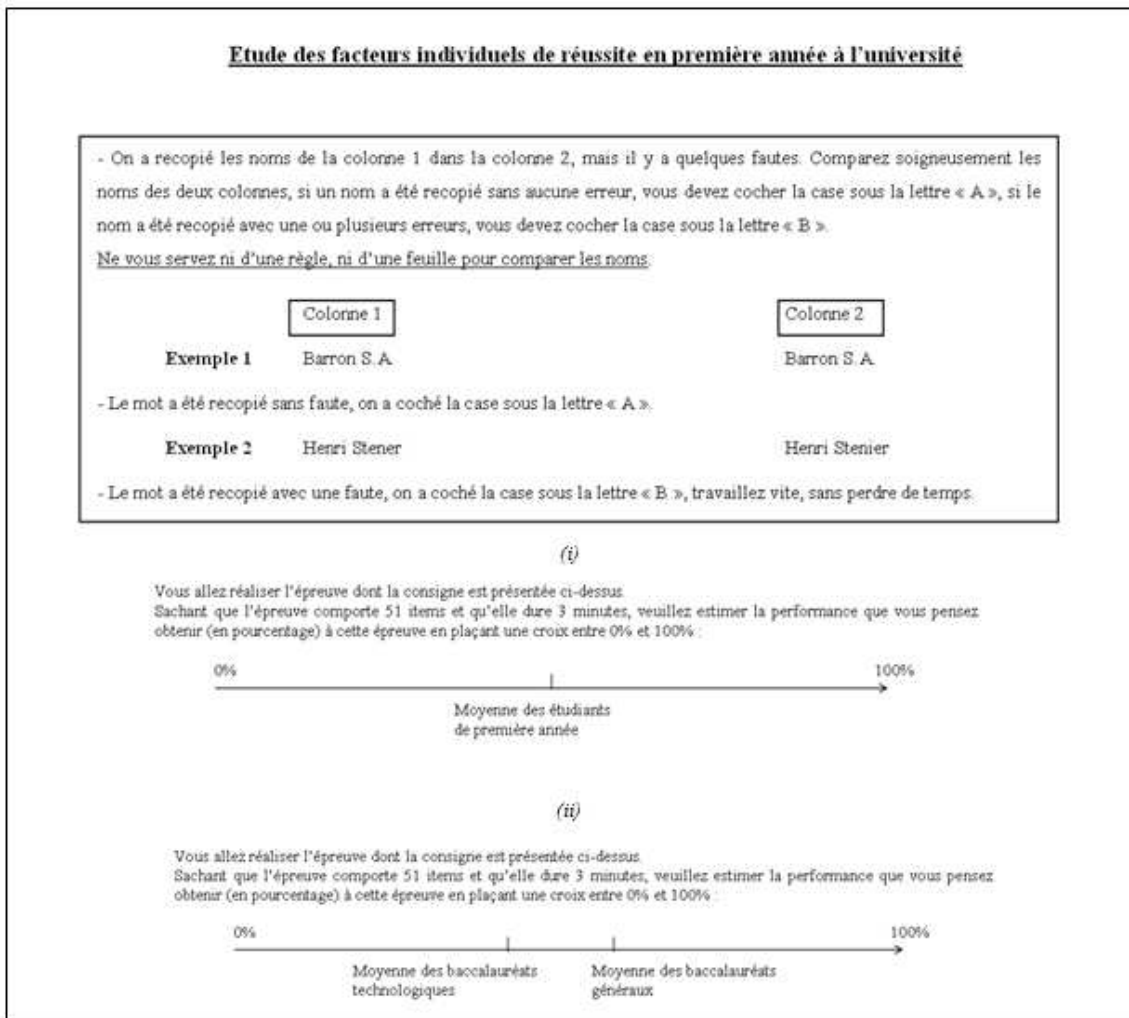 Etude des facteurs individuels de réussite en première année à l'université
- On a recopié les noms de la colonne 1 dans la colonne 2, mais il y a quelques fautes. Comparez soigneusement les
noms des deux colonnes, si un nom a été recopié sans aucune erreur, vous devez cocher la case sous la lettre « A », si le
nom a été recopié avec une ou plusieurs erreurs, vous devez cocher la case sous la lettre « B ».
Ne vous servez ni d'une règle, ni d'une feuille pour comparer les noms.
Colonne 1 Colonne 2
Exemple 1 Barron S.A. Barron S.A.
- Le mot a été recopié sans faute, on a coché la case sous la lettre « A ».
Exemple 2 Henri Stener Henri Stenier
- Le mot a été recopié avec une faute, on a coché la case sous la lettre « B », travaillez vite, sans perdre de temps.
(i)
Vous allez réaliser l'épreuve dont la consigne est présentée ci-dessus.
Sachant que l'épreuve comporte 51 items et qu'elle dure 3 minutes, veuillez estimer la performance que vous pensez
obtenir (en pourcentage) à cette épreuve en plaçant une croix entre 0% et 100% :
0% 100%
Moyenne des étudiants
de première année
(ii)
Vous allez réaliser l'épreuve dont la consigne est présentée ci-dessus.
Sachant que l'épreuve comporte 51 items et qu'elle dure 3 minutes, veuillez estimer la performance que vous pensez
obtenir (en pourcentage) à cette épreuve en plaçant une croix entre 0% et 100% :
0% 100%
Moyenne des baccalauréats Moyenne des baccalauréats
technologiques généraux